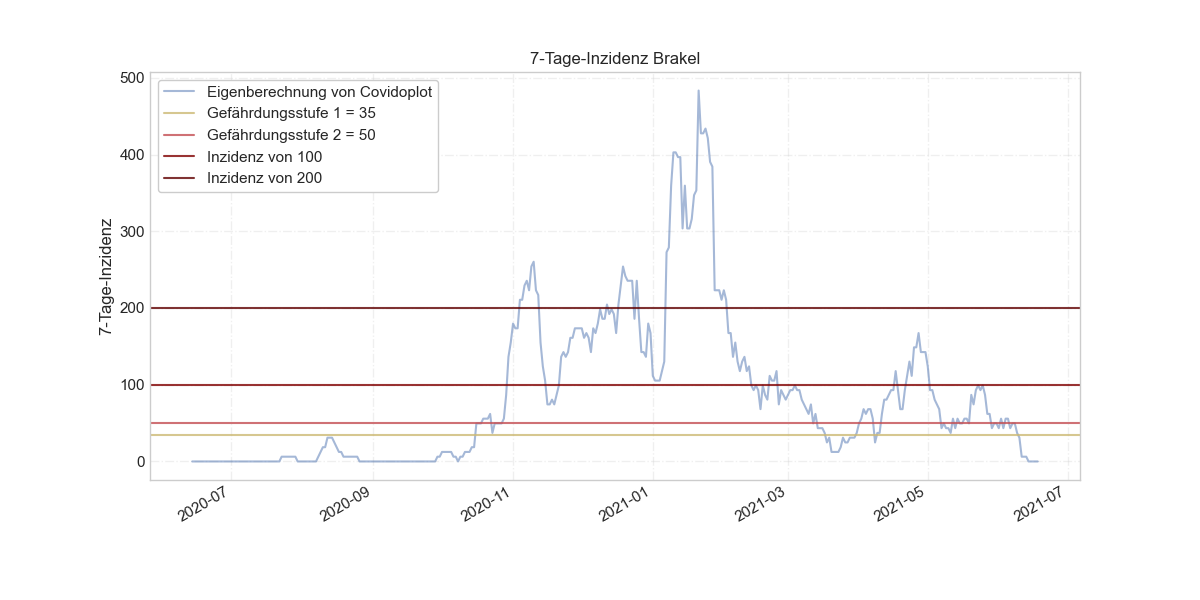 7-Tage-Inzidenz Brakel
500
400
300
200
100
0
7-Tage-Inzidenz
Eigenberechnung von Covidoplot
Gefährdungsstufe 1 = 35
Gefährdungsstufe 2 = 50
Inzidenz von 100
Inzidenz von 200
2020-07
2020-09
2020-11
2021-01
2021-03
2021-05
2021-07